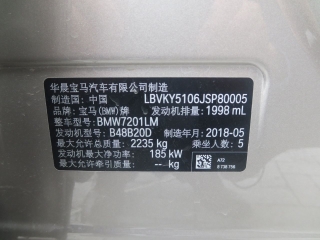 华晨宝马汽车有限公司制造
制造国：中国 LBVKY5106JSP80005
品牌：宝马(BMW)牌 发动机排量：1998 mL
整车型号：BMW7201LM
发动机型号：B48B20D 制造年月：2018-05
最大允许总质量：2235 kg 乘坐人数：5
发动机最大净功率：185 kW
最大允许牵引质量：--kg A72